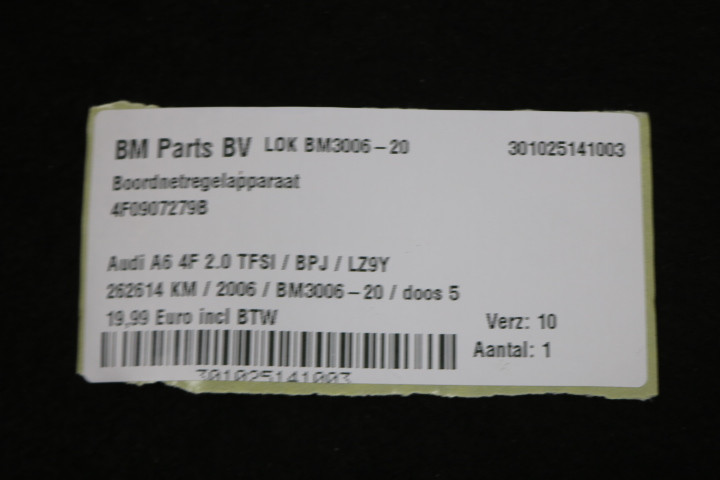 BM Parts BV LOK BM3006-20 301025141003
Boordnetregelapparaat
4F0907279B
Audi A6 4F 2.0 TFSI / BPJ / LZ9Y
262614 KM / 2006 / BM3006-20 / doos 5
19,99 Euro incl BTW Verz: 10
Aantal: 1
301025141003